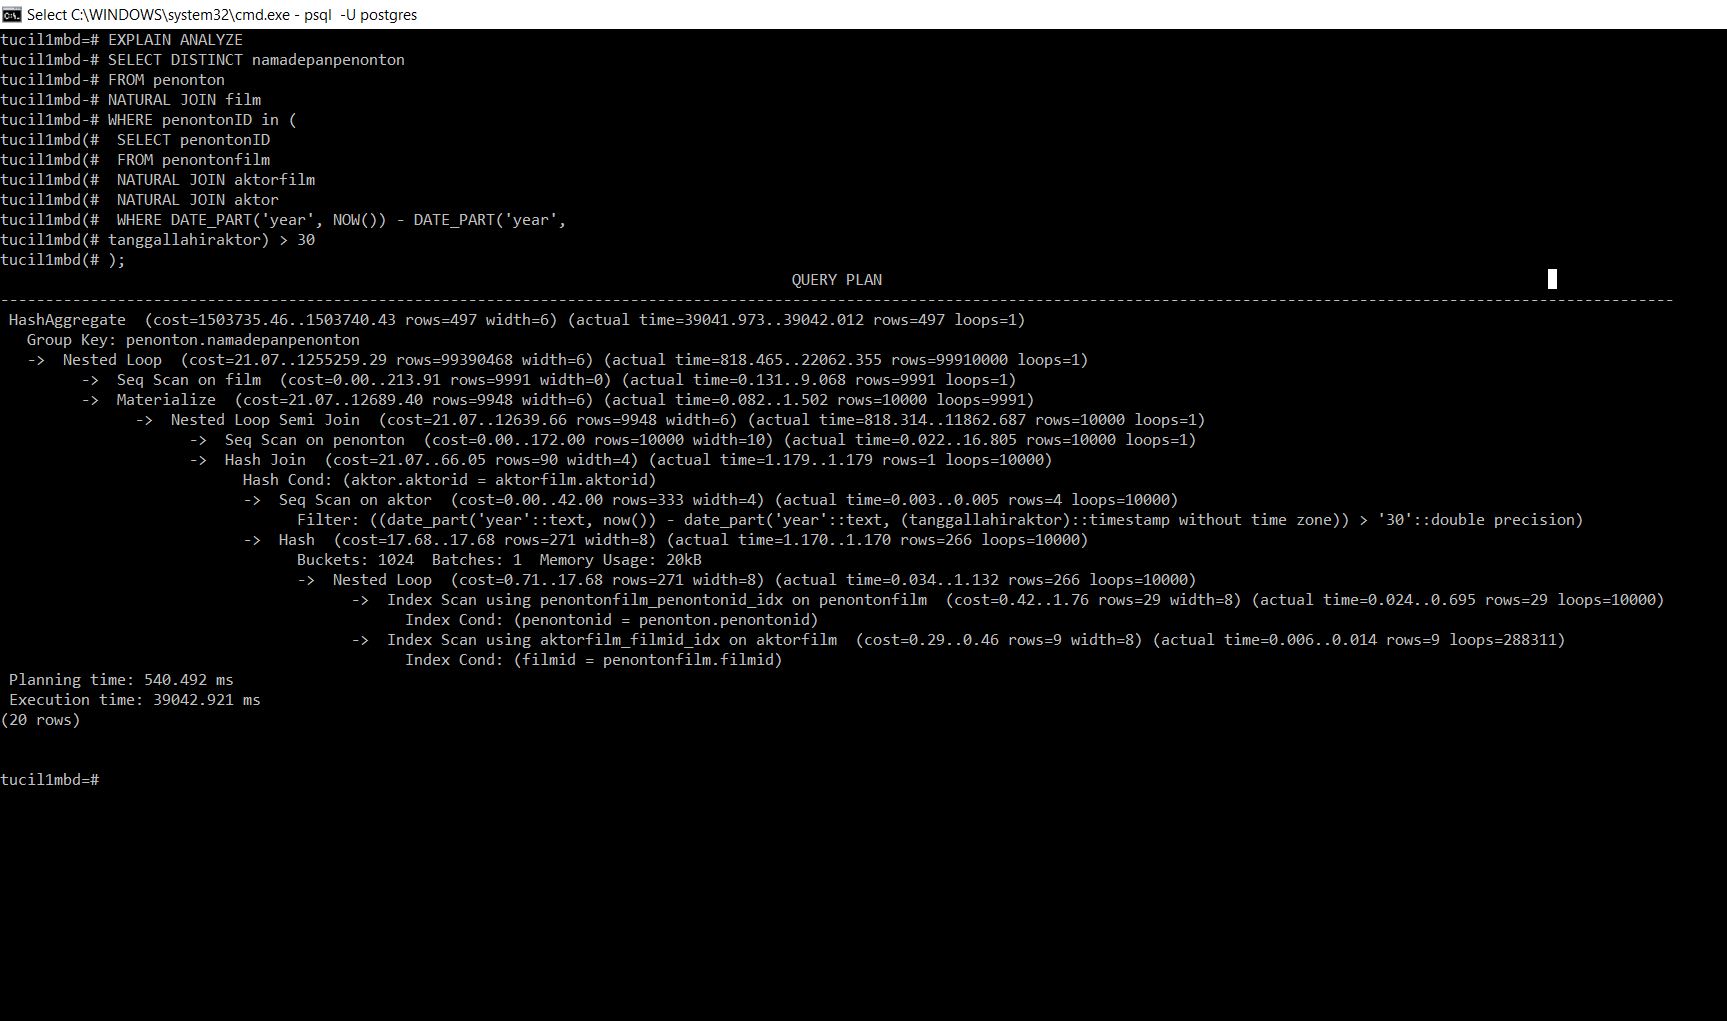 Select C:\WINDOWS\system32\cmd.exe - psql  -U postgres
tucil1mbd=# EXPLAIN ANALYZE
tucil1mbd-# SELECT DISTINCT namadepanpenonton
tucil1mbd-# FROM penonton
tucil1mbd-# NATURAL JOIN film
tucil1mbd-# WHERE penontonID in (
tucil1mbd(#  SELECT penontonID
tucil1mbd(#  FROM penontonfilm
tucil1mbd(#  NATURAL JOIN aktorfilm
tucil1mbd(#  NATURAL JOIN aktor
tucil1mbd(#  WHERE DATE_PART('year', NOW()) - DATE_PART('year',
tucil1mbd(# tanggallahiraktor) > 30
tucil1mbd(# );
QUERY PLAN
--------------------------------------------------------------------------------------------------------------------------------------------------------------------------------------------
HashAggregate  (cost=1503735.46..1503740.43 rows=497 width=6) (actual time=39041.973..39042.012 rows=497 loops=1)
  Group Key: penonton.namadepanpenonton
  ->  Nested Loop  (cost=21.07..1255259.29 rows=99390468 width=6) (actual time=818.465..22062.355 rows=99910000 loops=1)
        ->  Seq Scan on film  (cost=0.00..213.91 rows=9991 width=0) (actual time=0.131..9.068 rows=9991 loops=1)
        ->  Materialize  (cost=21.07..12689.40 rows=9948 width=6) (actual time=0.082..1.502 rows=10000 loops=9991)
              ->  Nested Loop Semi Join  (cost=21.07..12639.66 rows=9948 width=6) (actual time=818.314..11862.687 rows=10000 loops=1)
                    ->  Seq Scan on penonton  (cost=0.00..172.00 rows=10000 width=10) (actual time=0.022..16.805 rows=10000 loops=1)
                    ->  Hash Join  (cost=21.07..66.05 rows=90 width=4) (actual time=1.179..1.179 rows=1 loops=10000)
                          Hash Cond: (aktor.aktorid = aktorfilm.aktorid)
                          ->  Seq Scan on aktor  (cost=0.00..42.00 rows=333 width=4) (actual time=0.003..0.005 rows=4 loops=10000)
                                Filter: ((date_part('year'::text, now()) - date_part('year'::text, (tanggallahiraktor)::timestamp without time zone)) > '30'::double precision)
                          ->  Hash  (cost=17.68..17.68 rows=271 width=8) (actual time=1.170..1.170 rows=266 loops=10000)
                                Buckets: 1024  Batches: 1  Memory Usage: 20kB
                                ->  Nested Loop  (cost=0.71..17.68 rows=271 width=8) (actual time=0.034..1.132 rows=266 loops=10000)
                                      ->  Index Scan using penontonfilm_penontonid_idx on penontonfilm  (cost=0.42..1.76 rows=29 width=8) (actual time=0.024..0.695 rows=29 loops=10000)
                                            Index Cond: (penontonid = penonton.penontonid)
                                      ->  Index Scan using aktorfilm_filmid_idx on aktorfilm  (cost=0.29..0.46 rows=9 width=8) (actual time=0.006..0.014 rows=9 loops=288311)
                                            Index Cond: (filmid = penontonfilm.filmid)
Planning time: 540.492 ms
Execution time: 39042.921 ms
(20 rows)
tucil1mbd=#